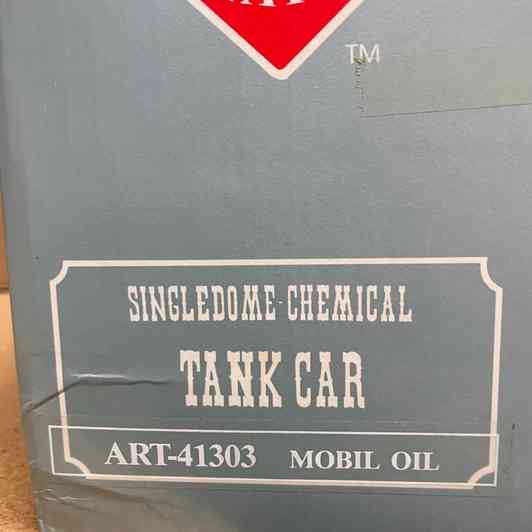 TM
SINGLEDOME-CHEMICAL
TANK CAR
ART-41303 MOBIL OIL